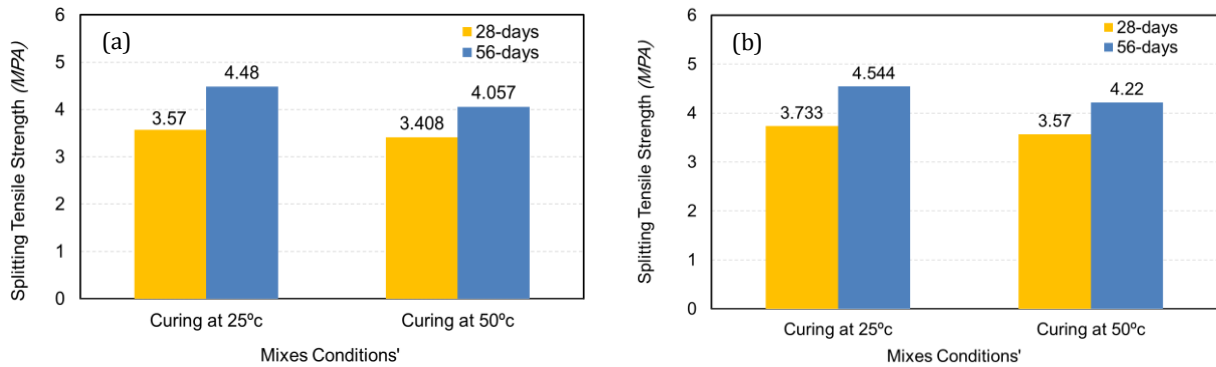 (a)
28-days
56-days
Splitting Tensile Strength (MPA)
6
5
4
3
2
1
0
3.57
4.48
3.408
4.057
Curing at 25ºc
Curing at 50ºc
Mixes Conditions'
(b)
28-days
56-days
Splitting Tensile Strength (MPA)
6
5
4
3
2
1
0
3.733
4.544
3.57
4.22
Curing at 25ºc
Curing at 50ºc
Mixes Conditions'